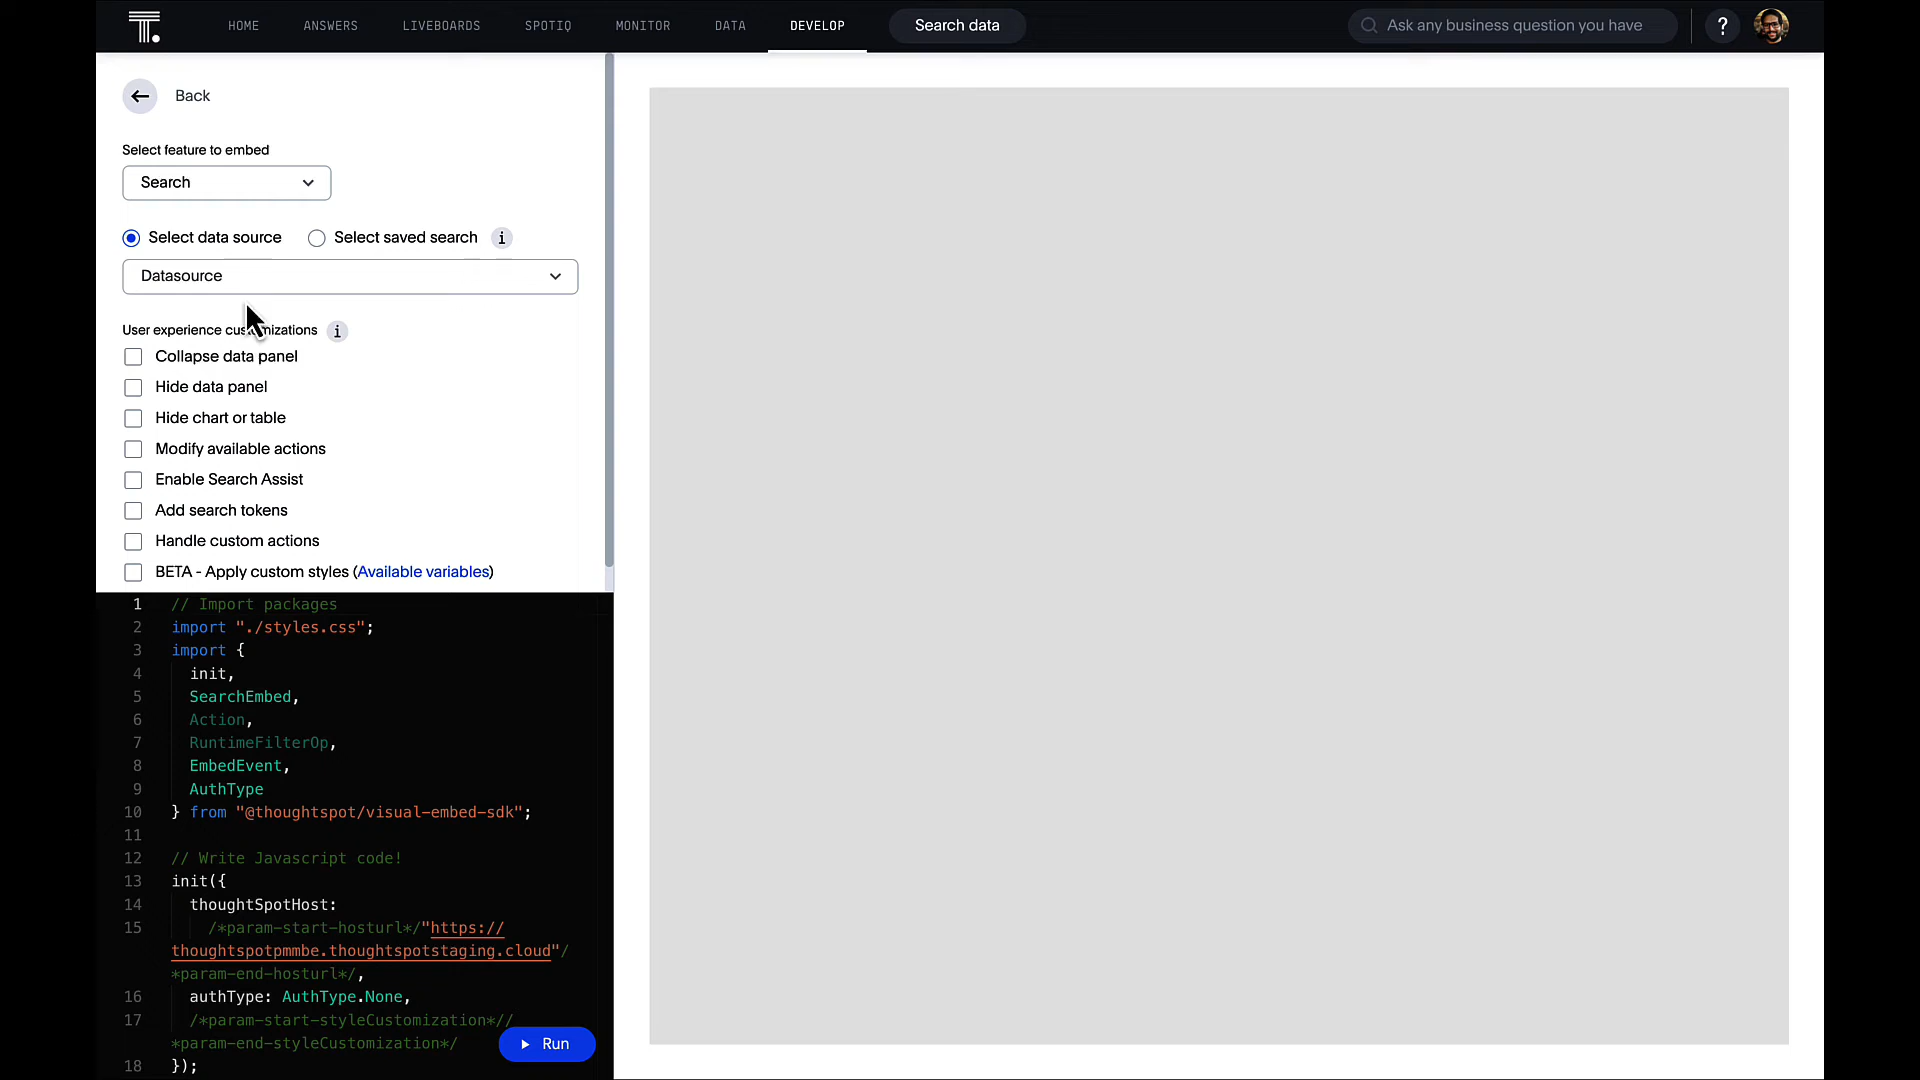 T.
HOME ANSWERS LIVEBOARDS SPOTIQ MONITOR DATA DEVELOP Search data Ask any business question you have ?
Back
Select feature to embed
Search
Select data source Select saved search i
Datasource
User experience customizations i
Collapse data panel
Hide data panel
Hide chart or table
Modify available actions
Enable Search Assist
Add search tokens
Handle custom actions
BETA - Apply custom styles (Available variables)
1 // Import packages
2 import "./styles.css";
3 import {
4 init,
5 SearchEmbed,
6 Action,
7 RuntimeFilterOp,
8 EmbedEvent,
9 AuthType
10 } from "@thoughtspot/visual-embed-sdk";
11
12 // Write Javascript code!
13 init({
14 thoughtSpotHost:
15 /*param-start-hosturl*/"https://
thoughtspotpmmbe.thoughtspotstaging.cloud"/
*param-end-hosturl*/,
16 authType: AuthType.None,
17 /*param-start-styleCustomization*//
*param-end-styleCustomization*/
Run
18 });